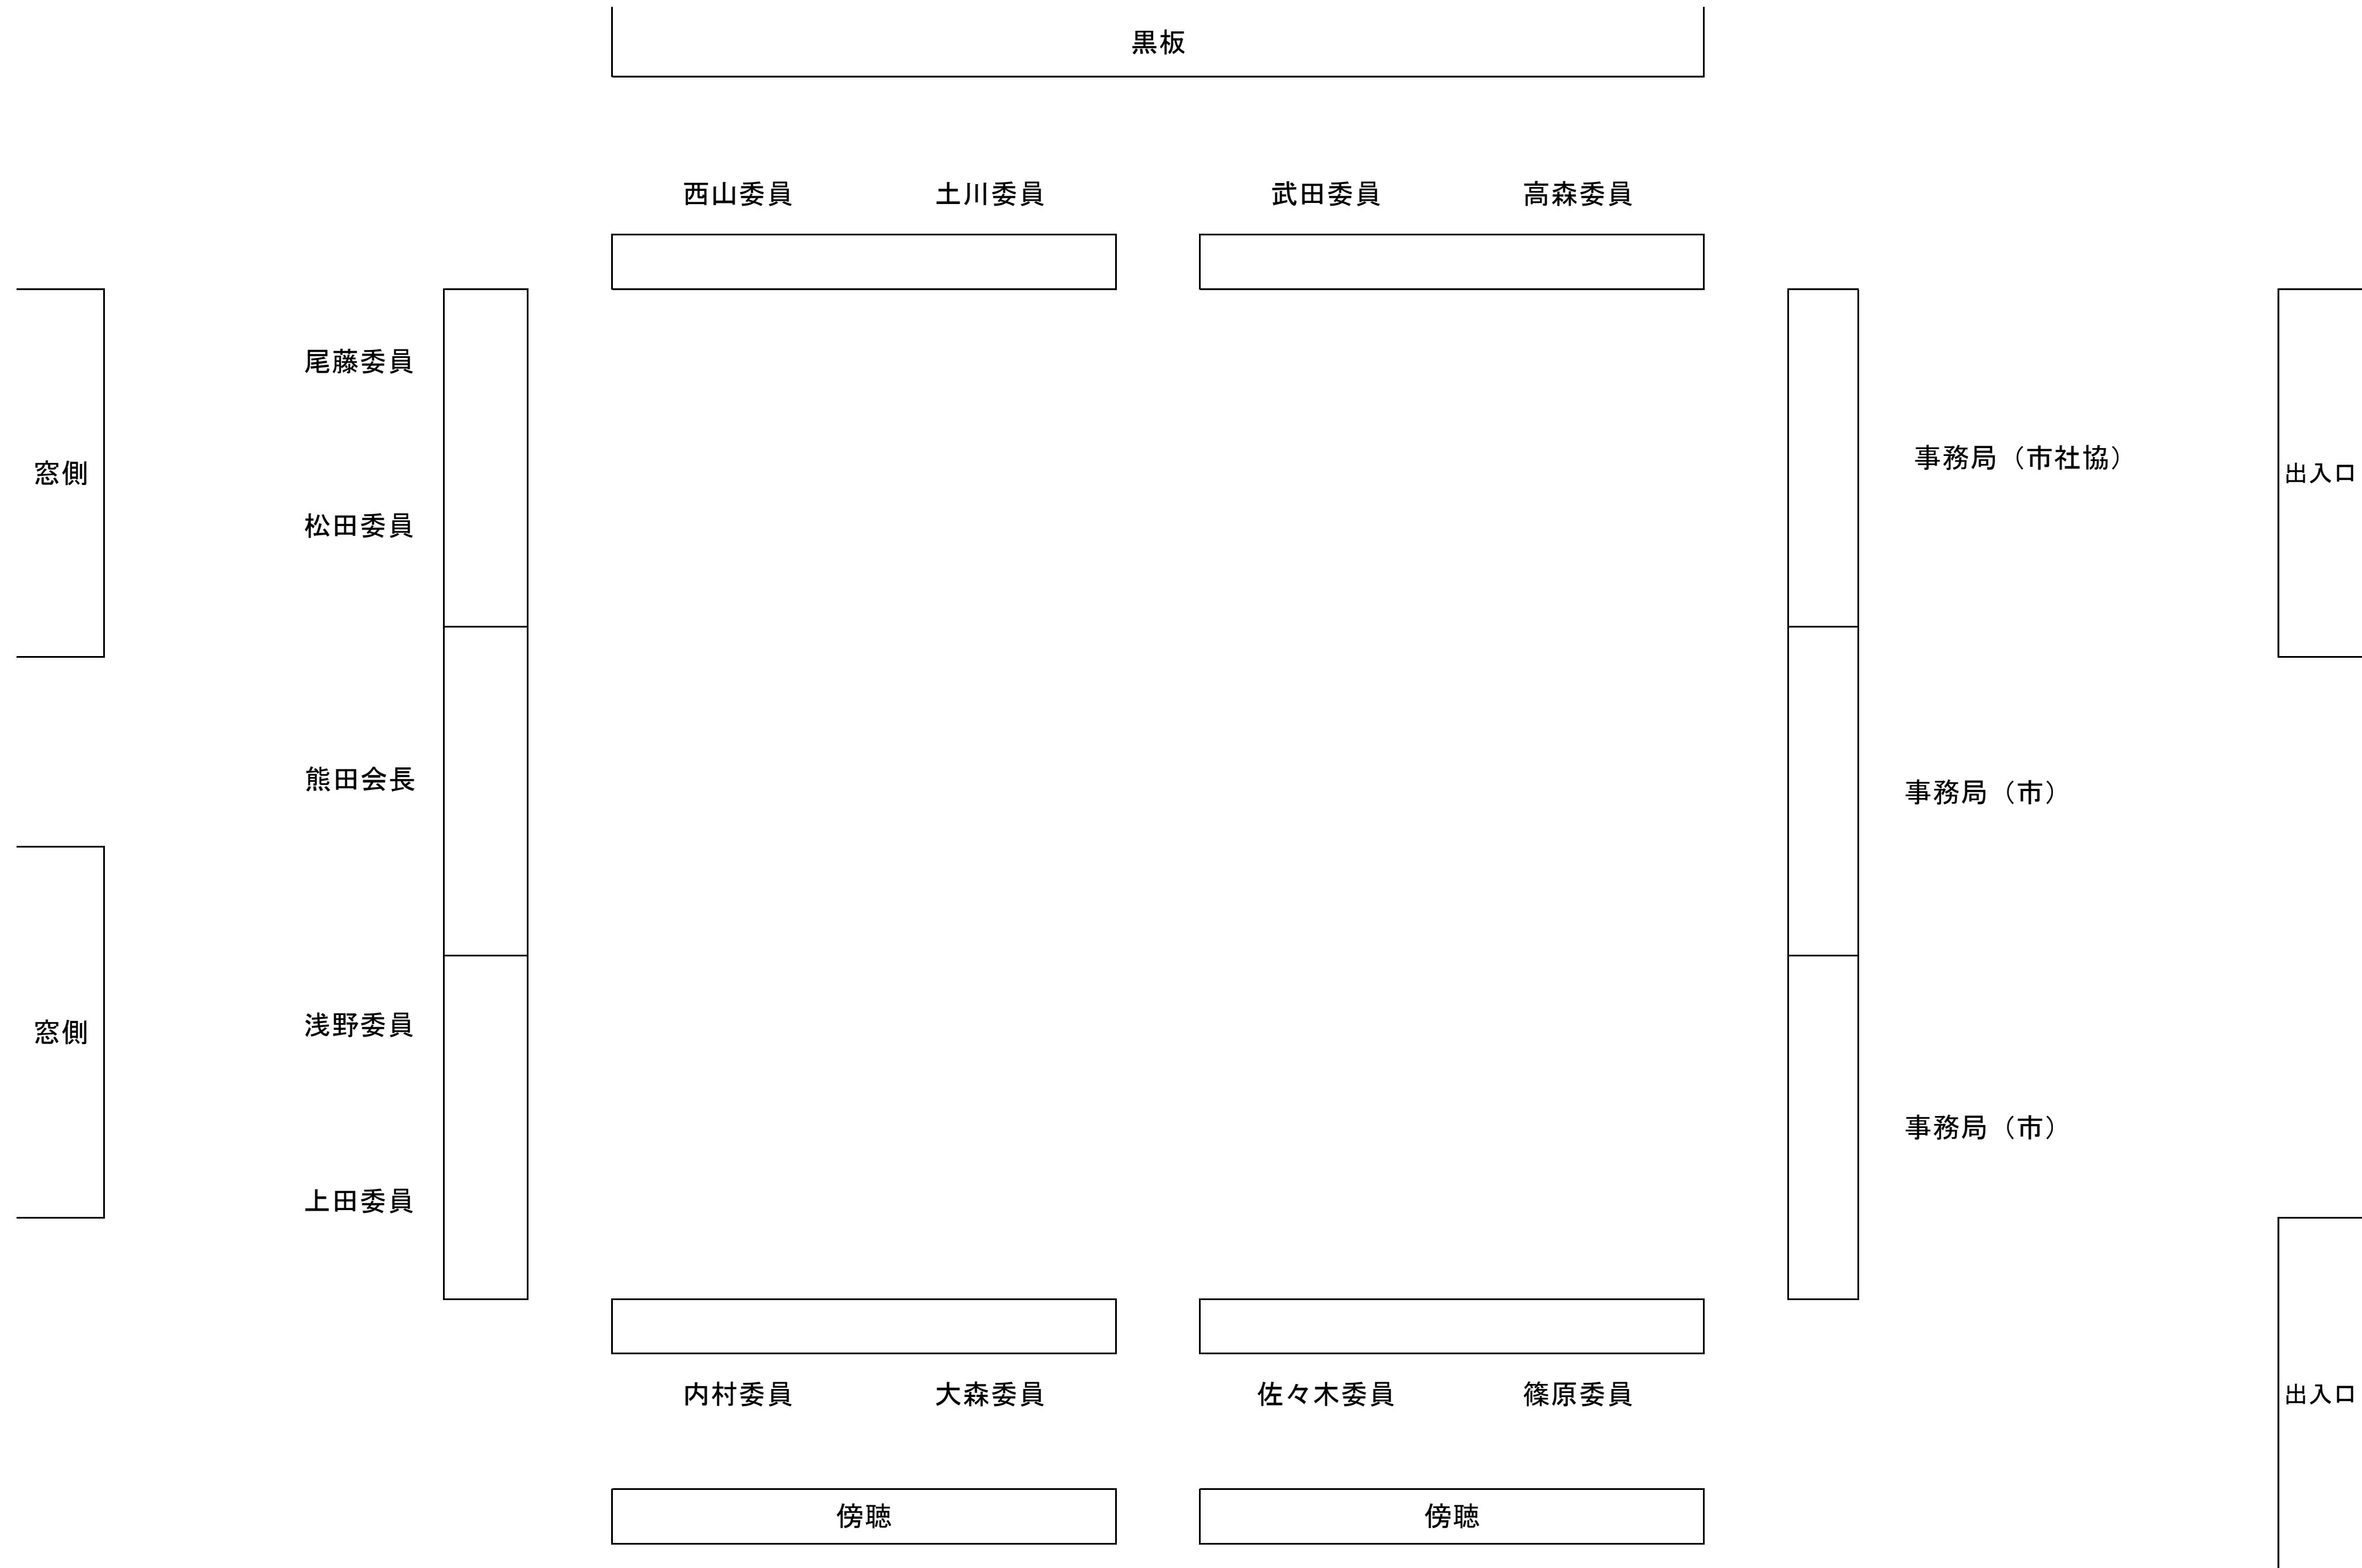 黒板
西山委員 土川委員 武田委員 高森委員
尾藤委員
事務局（市社協）
窓側
出入口
松田委員
熊田会長
事務局（市）
浅野委員
窓側
事務局（市）
上田委員
内村委員 大森委員 佐々木委員 篠原委員
出入口
傍聴 傍聴